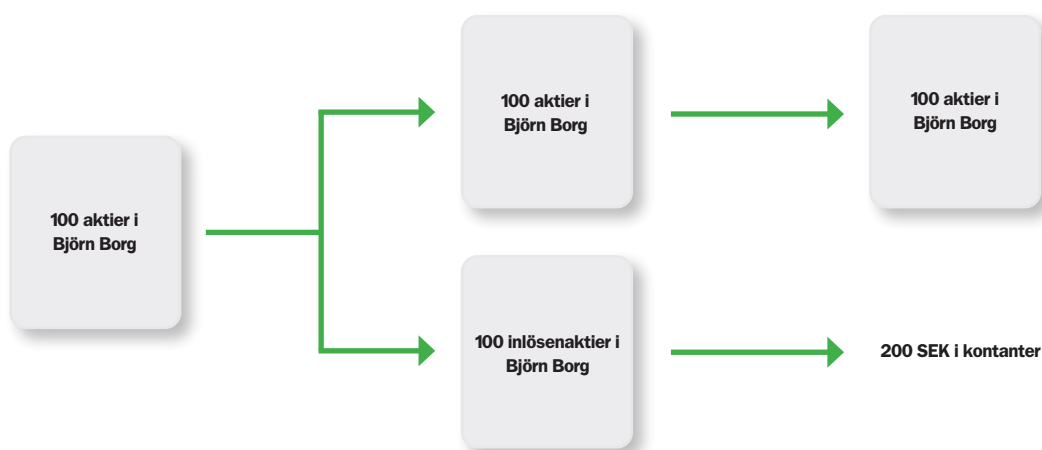 100 aktier i
Björn Borg
100 aktier i
Björn Borg
100 aktier i
Björn Borg
100 inlösenaktier i
Björn Borg
200 SEK i kontanter